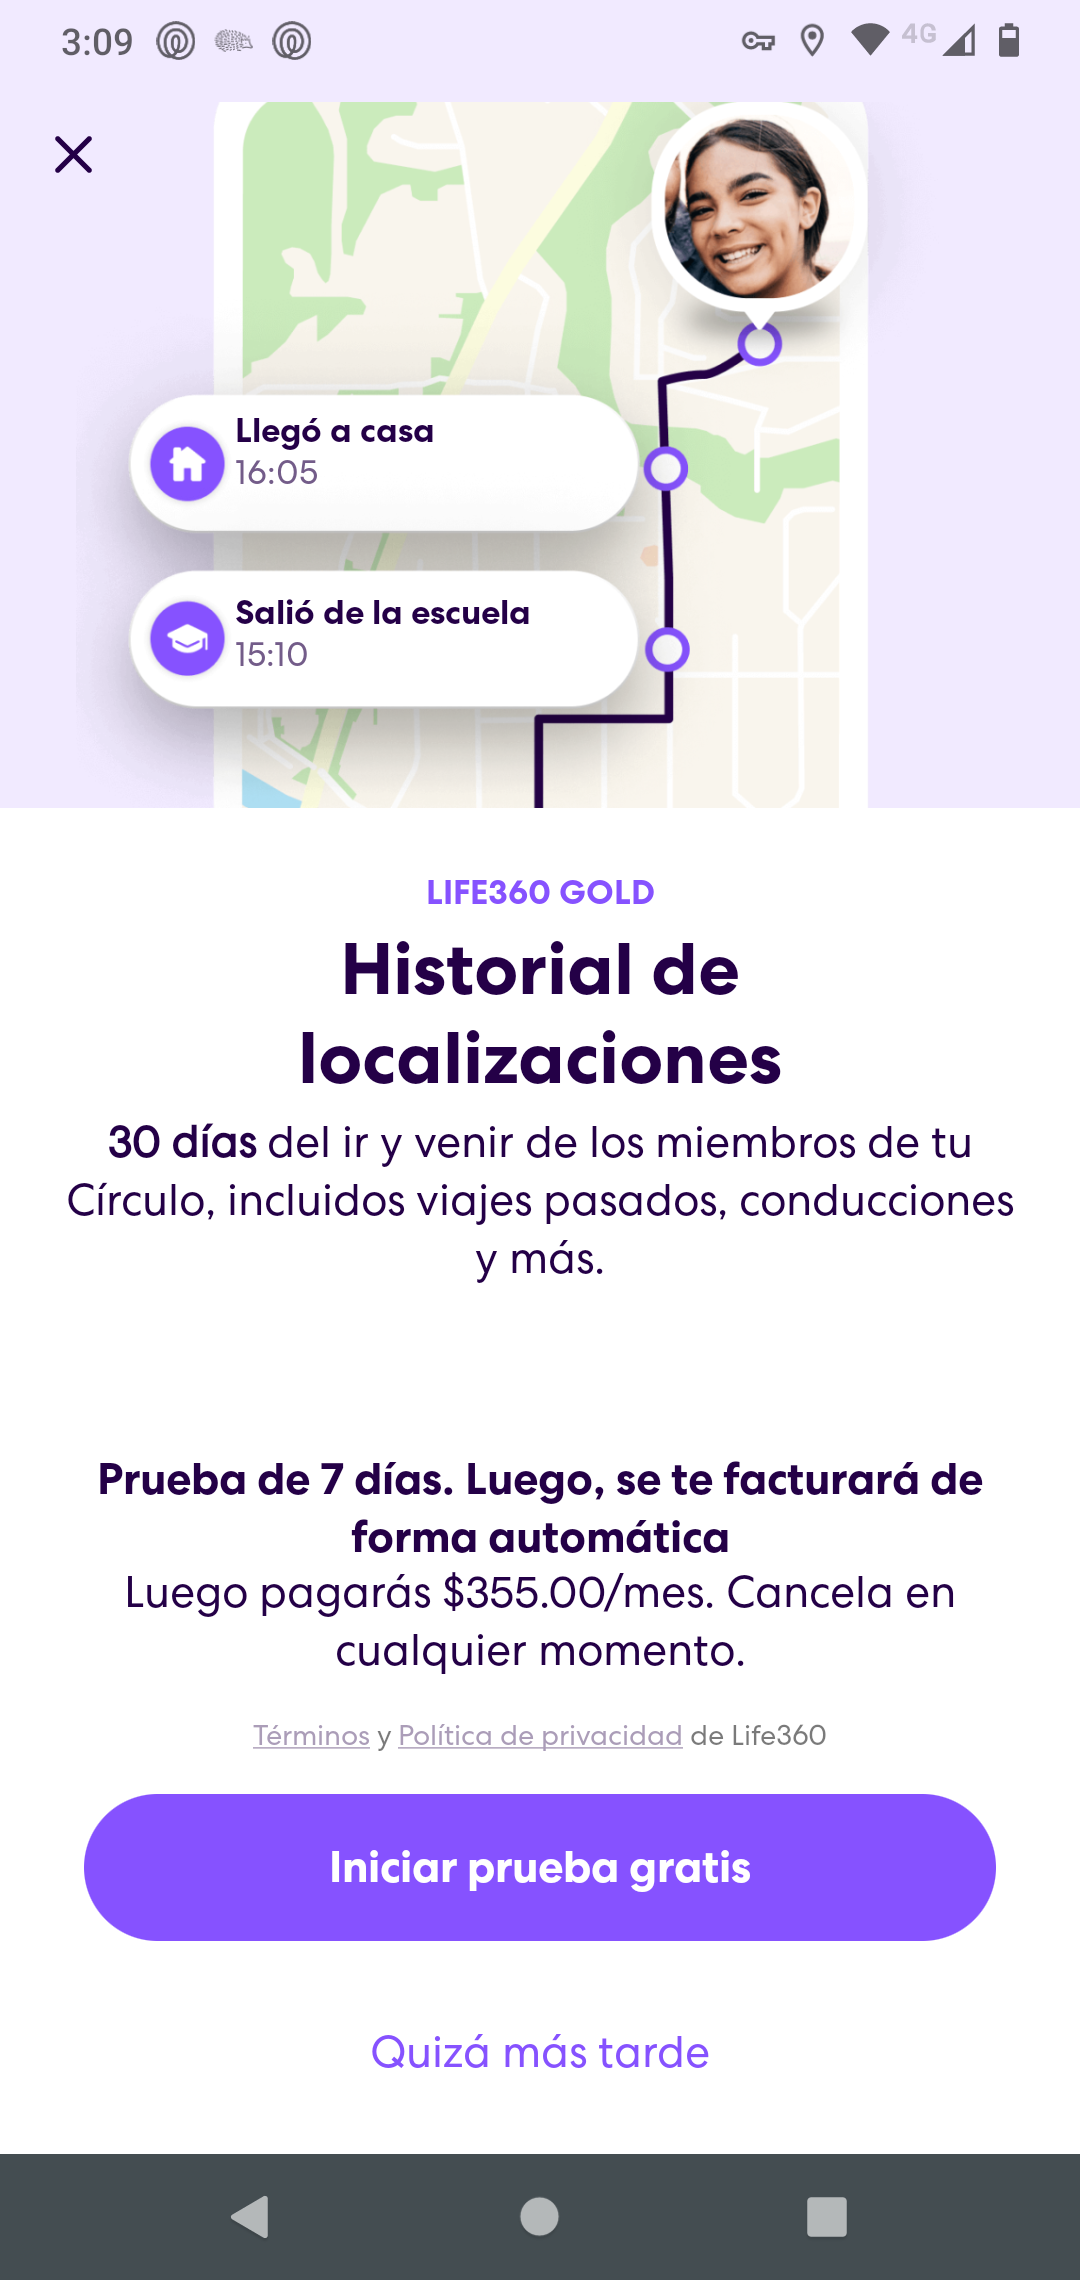 3:09
4G
Llegó a casa
16:05
Salió de la escuela
15:10
LIFE360 GOLD
Historial de
localizaciones
30 días del ir y venir de los miembros de tu
Círculo, incluidos viajes pasados, conducciones
y más.
Prueba de 7 días. Luego, se te facturará de
forma automática
Luego pagarás $355.00/mes. Cancela en
cualquier momento.
Términos y Política de privacidad de Life360
Iniciar prueba gratis
Quizá más tarde